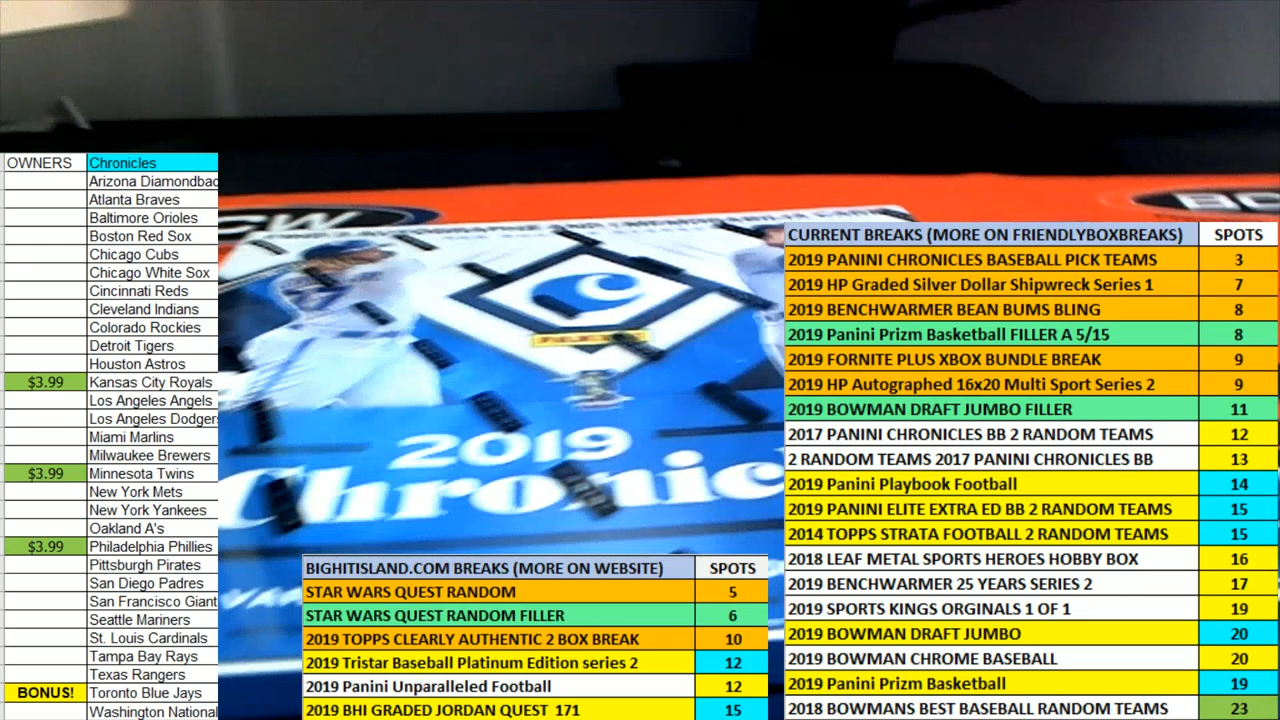 OWNERS Chronicles
Arizona Diamondbac
Atlanta Braves
Baltimore Orioles
Boston Red Sox
Chicago Cubs
Chicago White Sox
Cincinnati Reds
Cleveland Indians
Colorado Rockies
Detroit Tigers
Houston Astros
$3.99 Kansas City Royals
Los Angeles Angels
Los Angeles Dodgers
Miami Marlins
Milwaukee Brewers
$3.99 Minnesota Twins
New York Mets
New York Yankees
Oakland A's
$3.99 Philadelphia Phillies
Pittsburgh Pirates
San Diego Padres
San Francisco Giant
Seattle Mariners
St. Louis Cardinals
Tampa Bay Rays
Texas Rangers
BONUS! Toronto Blue Jays
Washington National
GW
BC
PANINI
2019
Chronic
BIGHITISLAND.COM BREAKS (MORE ON WEBSITE) SPOTS
STAR WARS QUEST RANDOM 5
STAR WARS QUEST RANDOM FILLER 6
2019 TOPPS CLEARLY AUTHENTIC 2 BOX BREAK 10
2019 Tristar Baseball Platinum Edition series 2 12
2019 Panini Unparalleled Football 12
2019 BHI GRADED JORDAN QUEST 171 15
CURRENT BREAKS (MORE ON FRIENDLYBOXBREAKS) SPOTS
2019 PANINI CHRONICLES BASEBALL PICK TEAMS 3
2019 HP Graded Silver Dollar Shipwreck Series 1 7
2019 BENCHWARMER BEAN BUMS BLING 8
2019 Panini Prizm Basketball FILLER A 5/15 8
2019 FORNITE PLUS XBOX BUNDLE BREAK 9
2019 HP Autographed 16x20 Multi Sport Series 2 9
2019 BOWMAN DRAFT JUMBO FILLER 11
2017 PANINI CHRONICLES BB 2 RANDOM TEAMS 12
2 RANDOM TEAMS 2017 PANINI CHRONICLES BB 13
2019 Panini Playbook Football 14
2019 PANINI ELITE EXTRA ED BB 2 RANDOM TEAMS 15
2014 TOPPS STRATA FOOTBALL 2 RANDOM TEAMS 15
2018 LEAF METAL SPORTS HEROES HOBBY BOX 16
2019 BENCHWARMER 25 YEARS SERIES 2 17
2019 SPORTS KINGS ORGINALS 1 OF 1 19
2019 BOWMAN DRAFT JUMBO 20
2019 BOWMAN CHROME BASEBALL 20
2019 Panini Prizm Basketball 19
2018 BOWMANS BEST BASEBALL RANDOM TEAMS 23